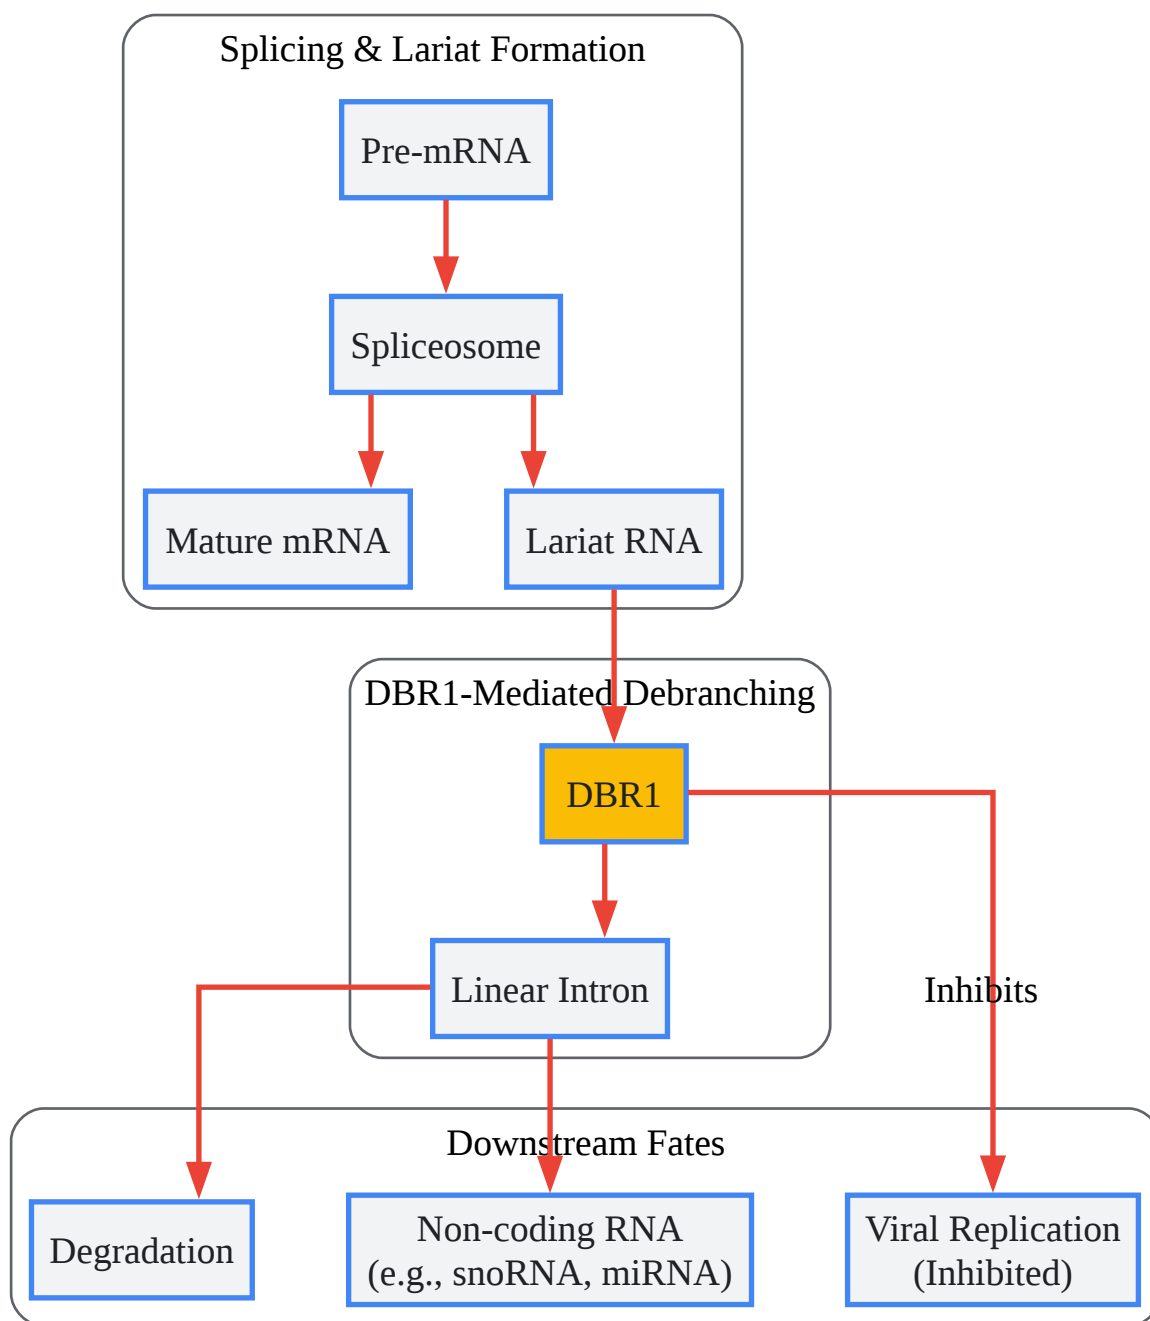 Splicing & Lariat Formation
Pre-mRNA
Spliceosome
Mature mRNA
Lariat RNA
DBR1-Mediated Debranching
DBR1
Linear Intron
Inhibits
Downstream Fates
Degradation
Non-coding RNA
(e.g., snoRNA, miRNA)
Viral Replication
(Inhibited)